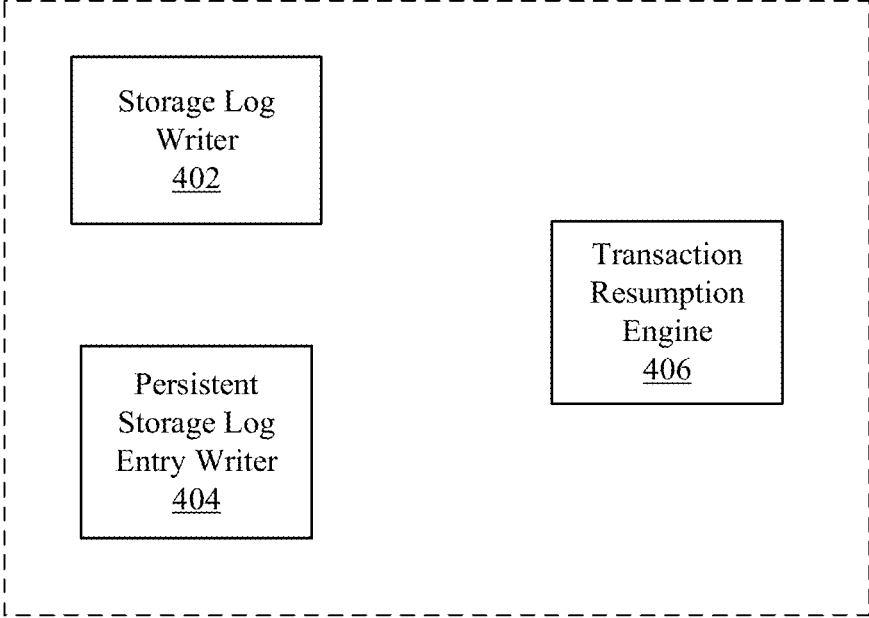 Storage Log
Writer
402
Persistent
Storage Log
Entry Writer
404
Transaction
Resumption
Engine
406